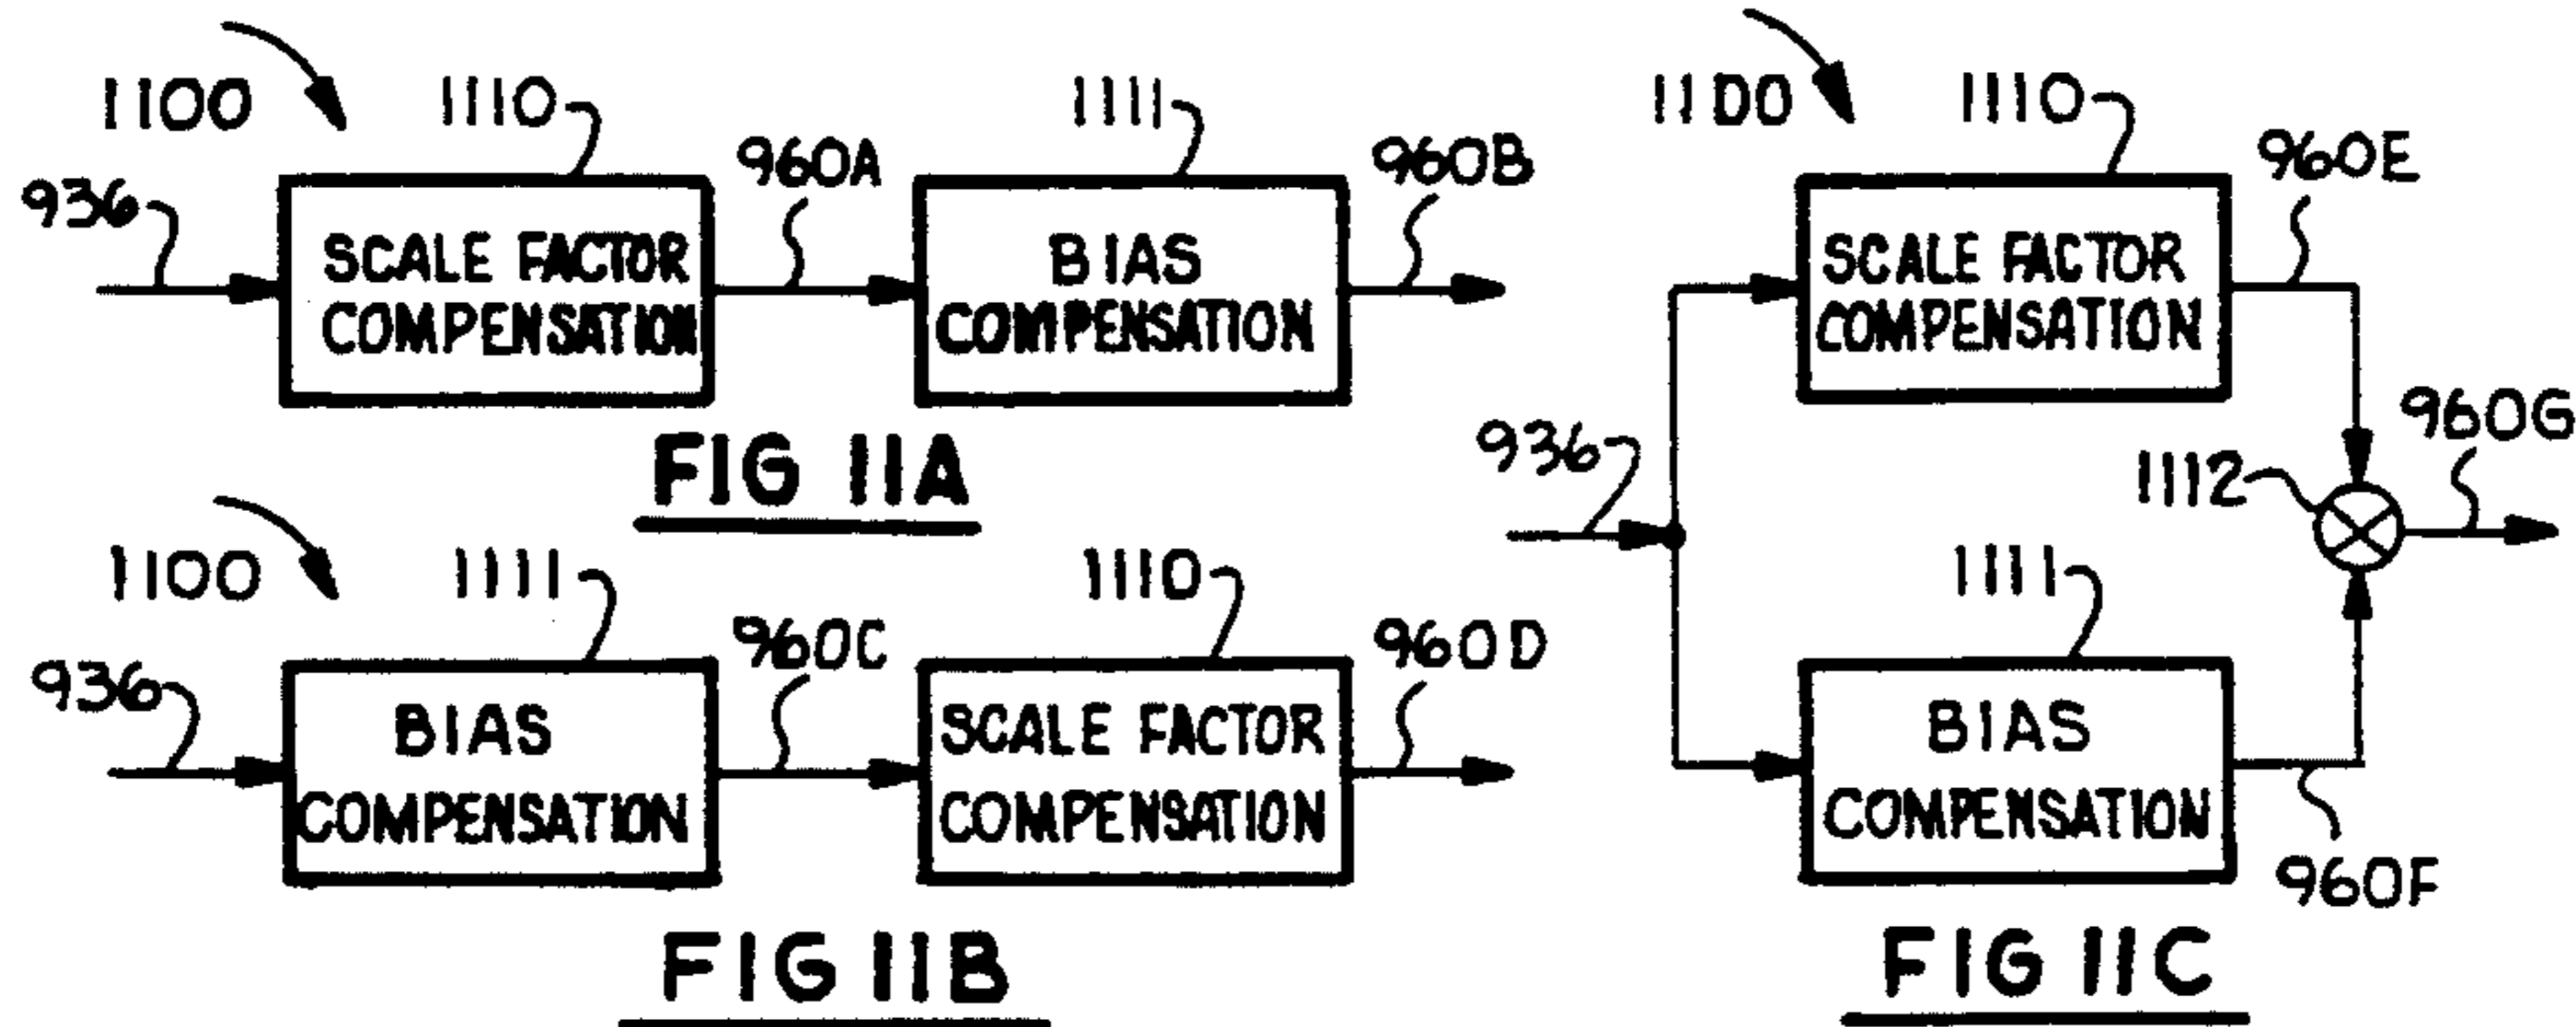 1100
1110
1111
936
960A
960B
SCALE FACTOR
COMPENSATION
BIAS
COMPENSATION
FIG 11A
1100
1111
1110
936
960C
960D
BIAS
COMPENSATION
SCALE FACTOR
COMPENSATION
FIG 11B
1100
1110
960E
SCALE FACTOR
COMPENSATION
936
960G
1112
1111
BIAS
COMPENSATION
960F
FIG 11C